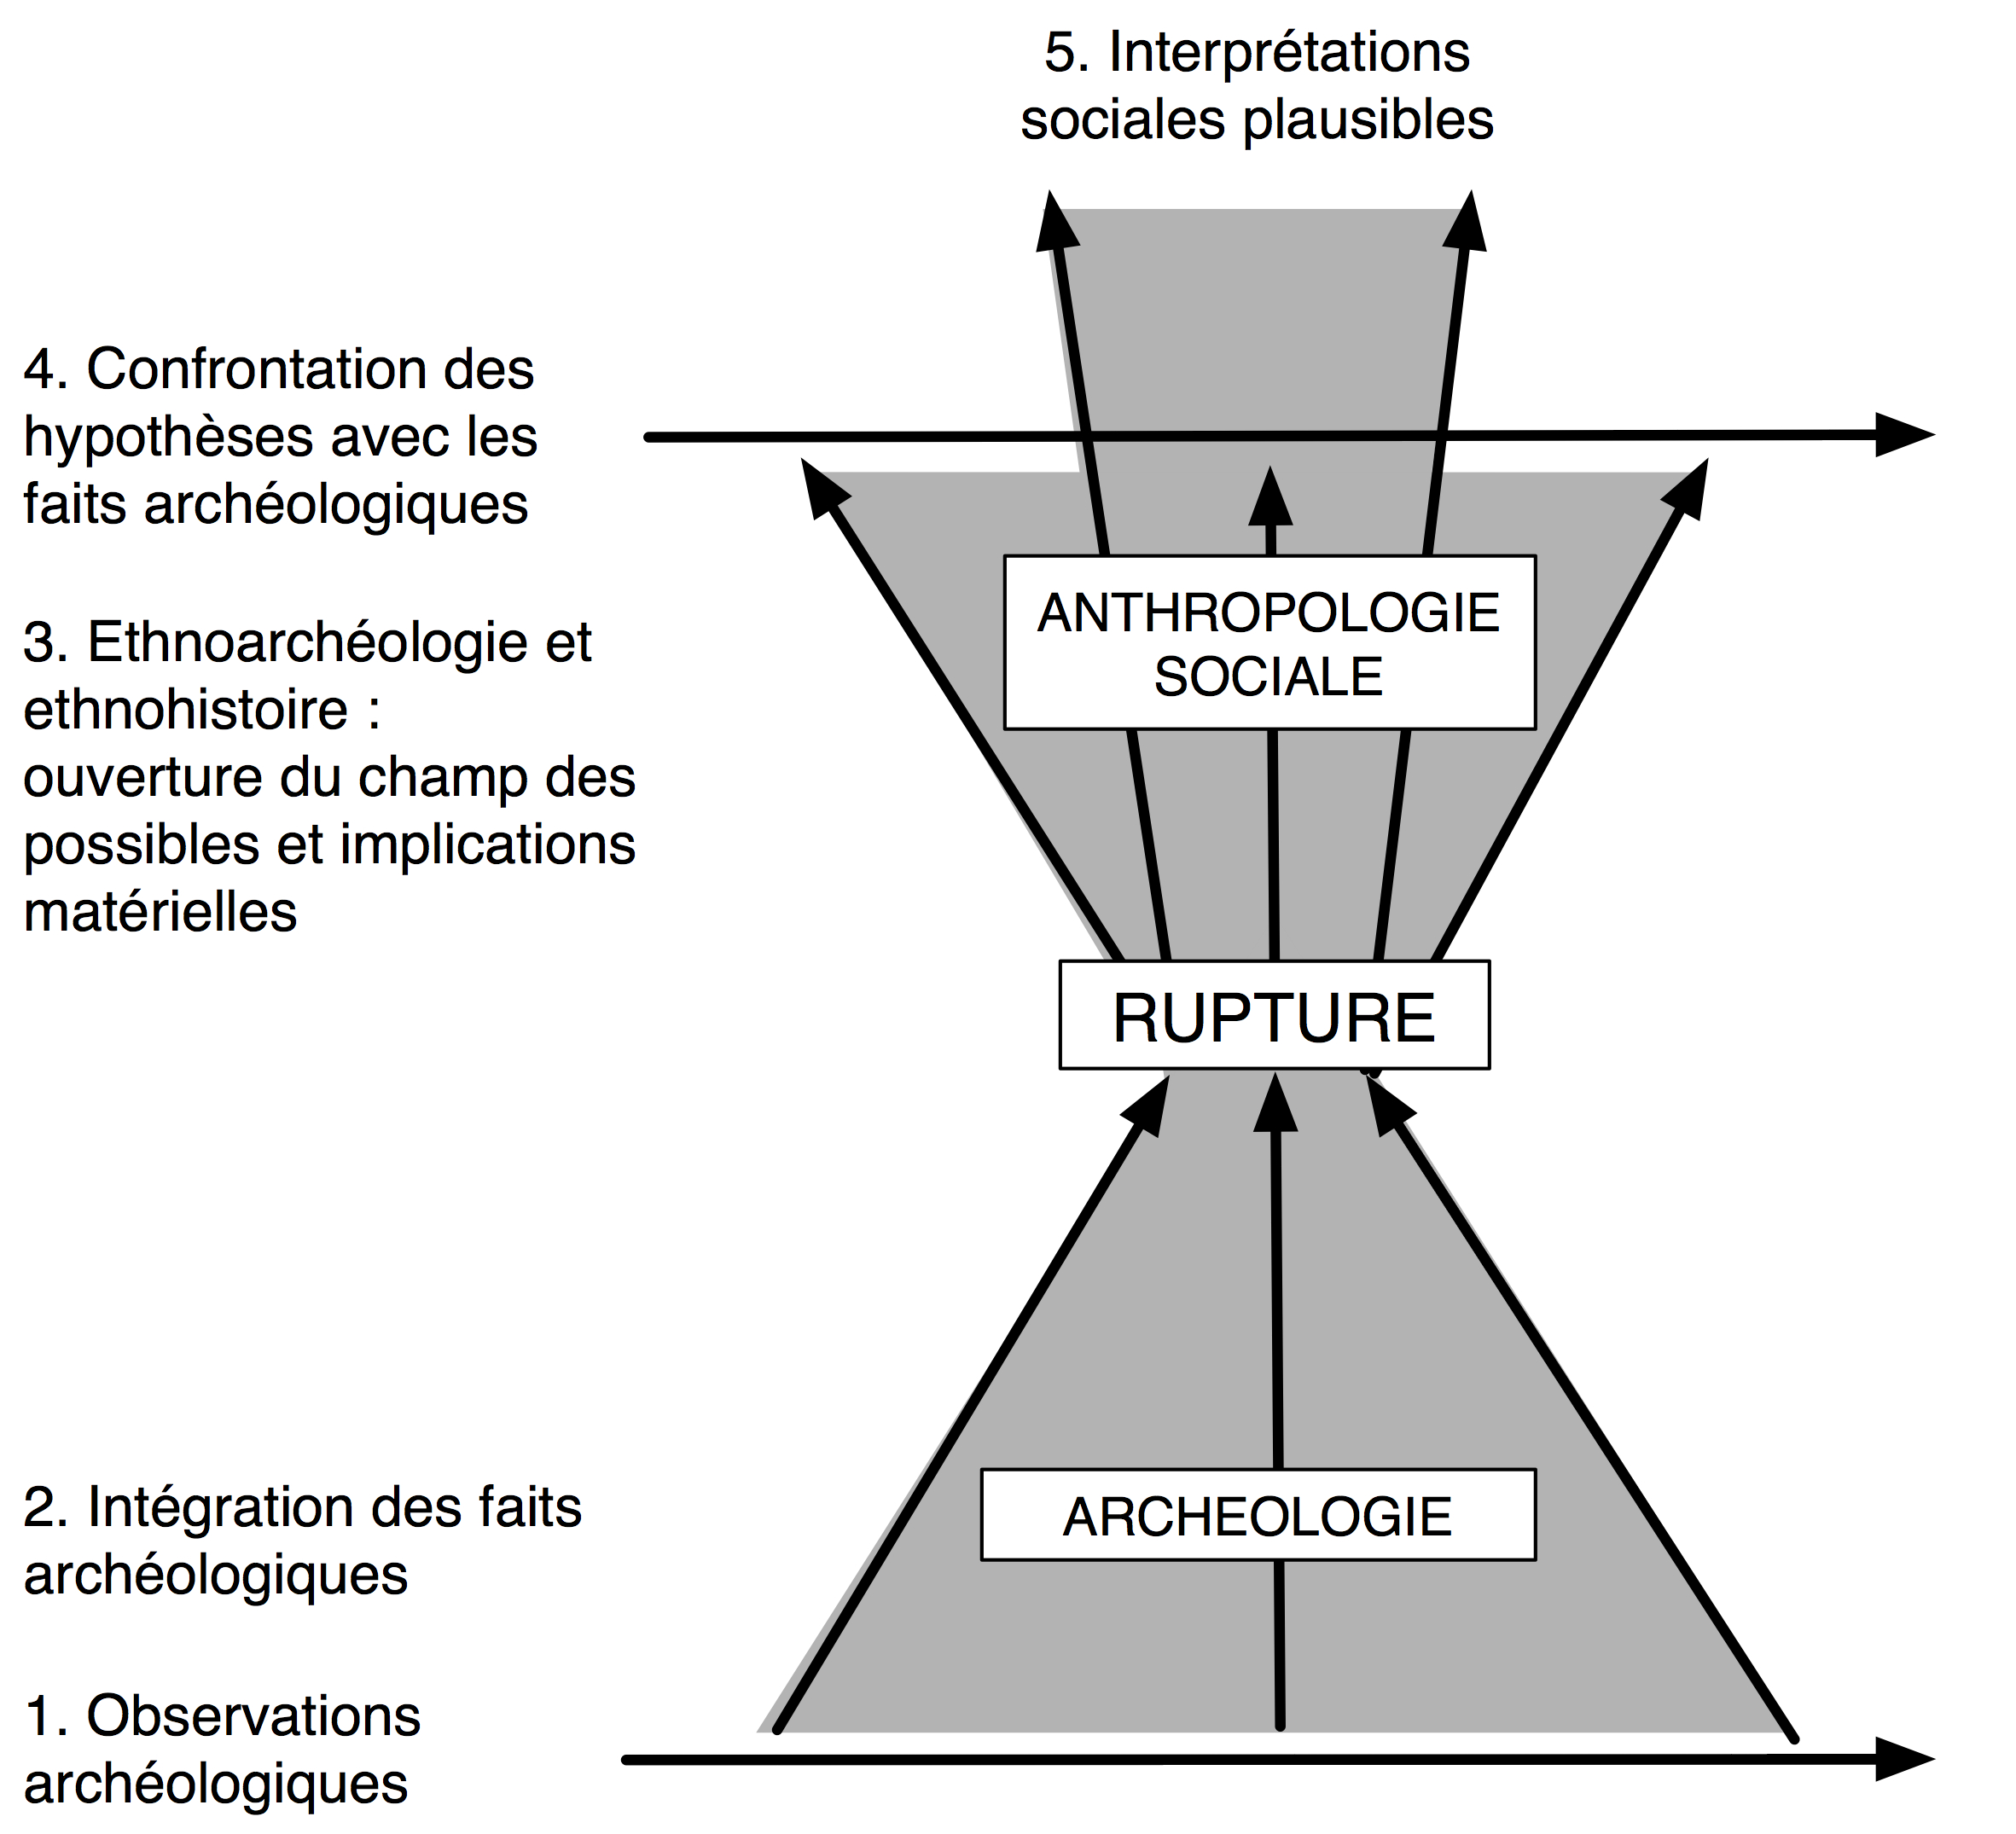 5. Interprétations
sociales plausibles
4. Confrontation des
hypothèses avec les
faits archéologiques
3. Ethnoarchéologie et
ethnohistoire :
ouverture du champ des
possibles et implications
matérielles
ANTHROPOLOGIE
SOCIALE
RUPTURE
2. Intégration des faits
archéologiques
ARCHEOLOGIE
1. Observations
archéologiques